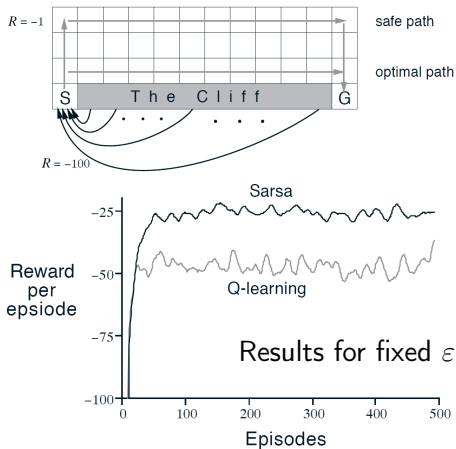 R = −1
safe path
optimal path
S
The Cliff
G
. . .
. . .
R = −100
Sarsa
−25
−50
Q-learning
Reward
per
epsiode
−75
Results for fixed ε
−100
0 100 200 300 400 500
Episodes